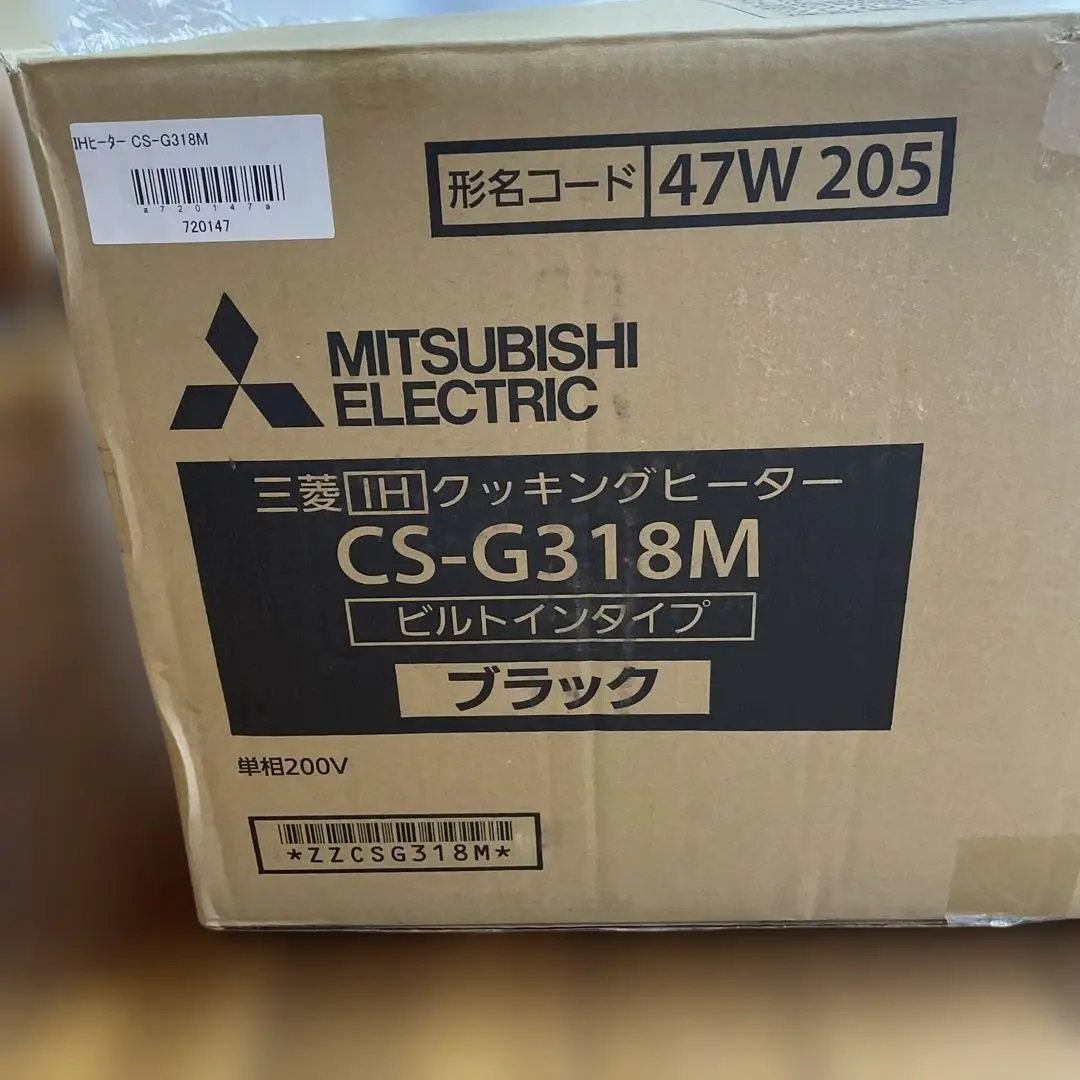 IHヒーター CS-G318M
a720147a
720147
形名コード 47W 205
MITSUBISHI
ELECTRIC
三菱IHクッキングヒーター
CS-G318M
ビルトインタイプ
ブラック
単相200V
*ZZCSG318M*